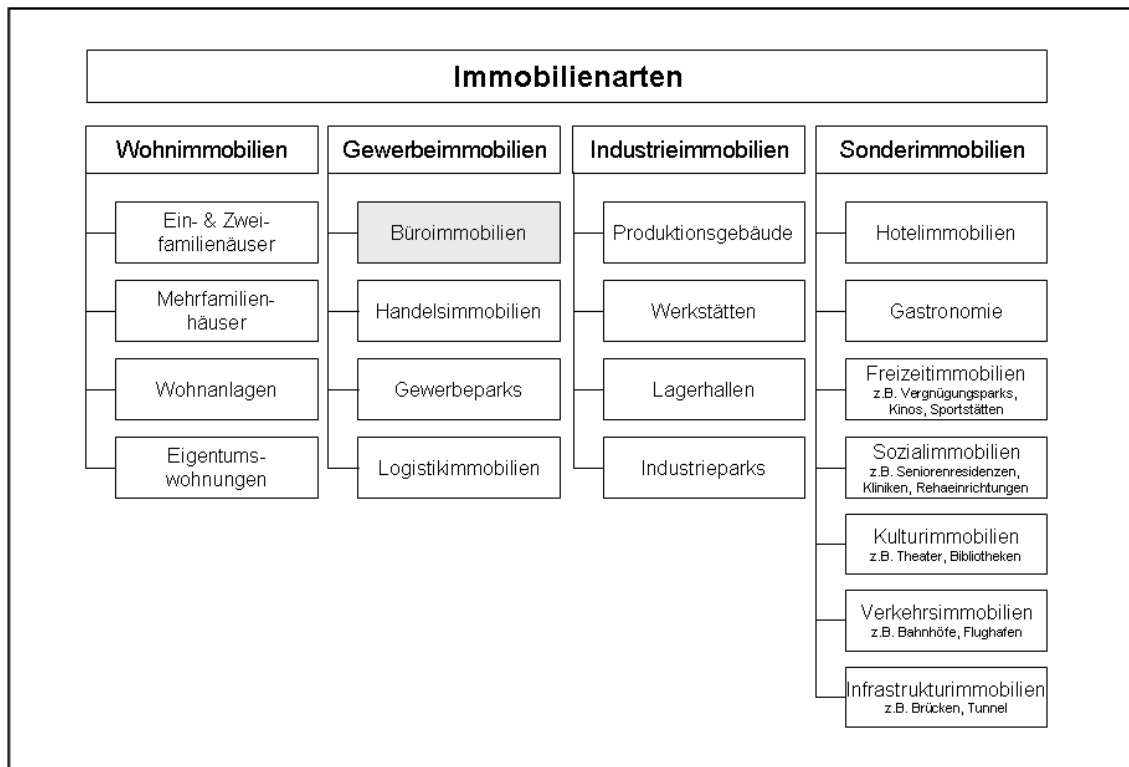 Immobilienarten
Wohnimmobilien
Ein- & Zwei-
familienäuser
Mehrfamilien-
häuser
Wohnanlagen
Eigentums-
wohnungen
Gewerbeimmobilien
Büroimmobilien
Handelsimmobilien
Gewerbeparks
Logistikimmobilien
Industrieimmobilien
Produktionsgebäude
Werkstätten
Lagerhallen
Industrieparks
Sonderimmobilien
Hotelimmobilien
Gastronomie
Freizeitimmobilien
z.B. Vergnügungsparks,
Kinos, Sportstätten
Sozialimmobilien
z.B. Seniorenresidenzen,
Kliniken, Rehaeinrichtungen
Kulturimmobilien
z.B. Theater, Bibliotheken
Verkehrsimmobilien
z.B. Bahnhöfe, Flughafen
Infrastrukturimmobilien
z.B. Brücken, Tunnel